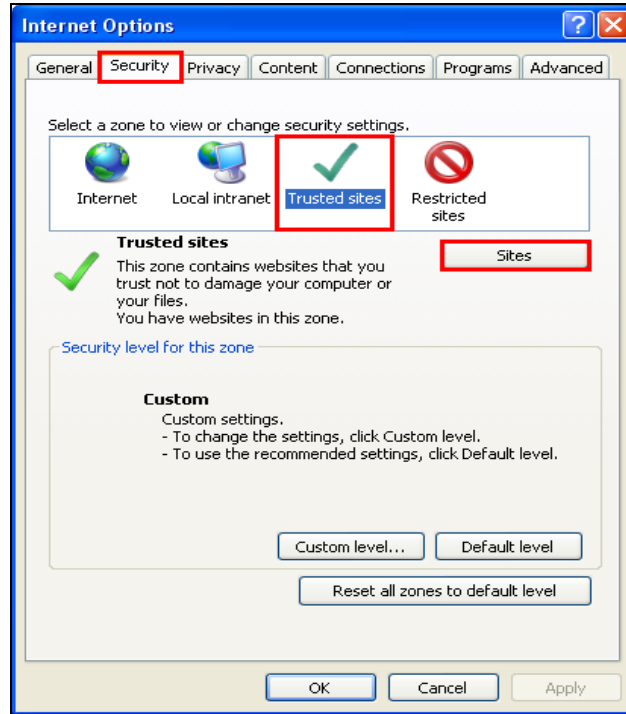 Internet Options
General Security Privacy Content Connections Programs Advanced
Select a zone to view or change security settings.
Internet Local intranet Trusted sites Restricted
sites
Trusted sites
Sites
This zone contains websites that you
trust not to damage your computer or
your files.
You have websites in this zone.
Security level for this zone
Custom
Custom settings.
- To change the settings, click Custom level.
- To use the recommended settings, click Default level.
Custom level... Default level
Reset all zones to default level
OK Cancel Apply